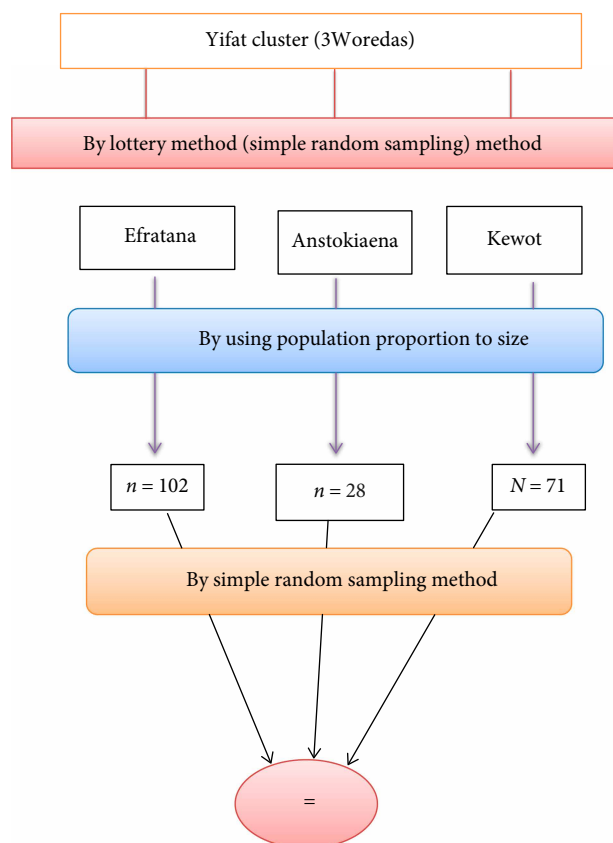 Yifat cluster (3Woredas)
By lottery method (simple random sampling) method
Efratana
Anstokiaena
Kewot
By using population proportion to size
n = 102
n = 28
N = 71
By simple random sampling method
=